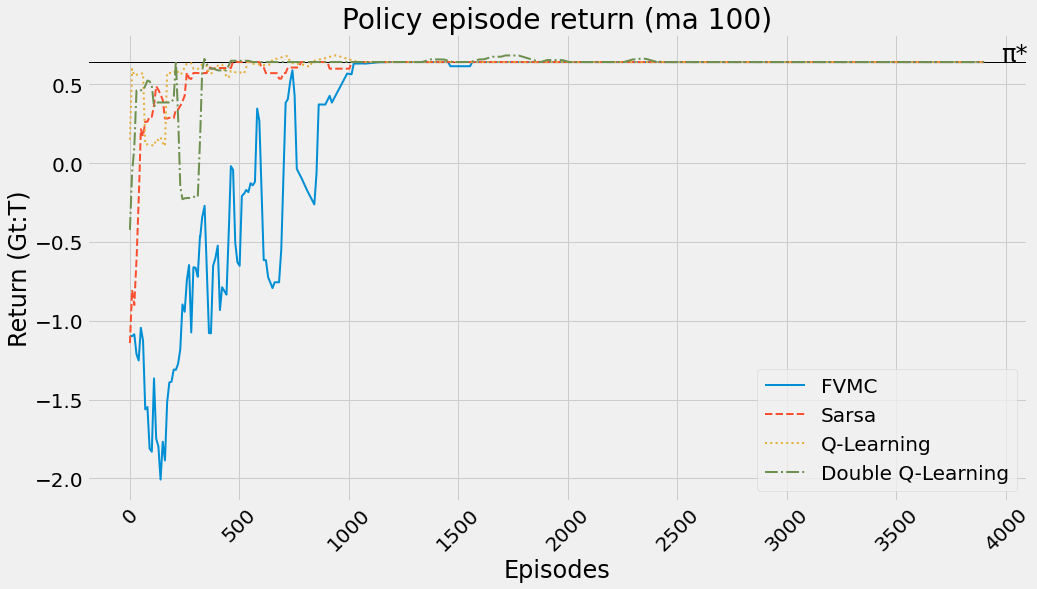 Policy episode return (ma 100)
π*
Return (Gt:T)
0.5
0.0
−0.5
−1.0
−1.5
−2.0
FVMC
Sarsa
Q-Learning
Double Q-Learning
0
500
1000
1500
2000
2500
3000
3500
4000
Episodes